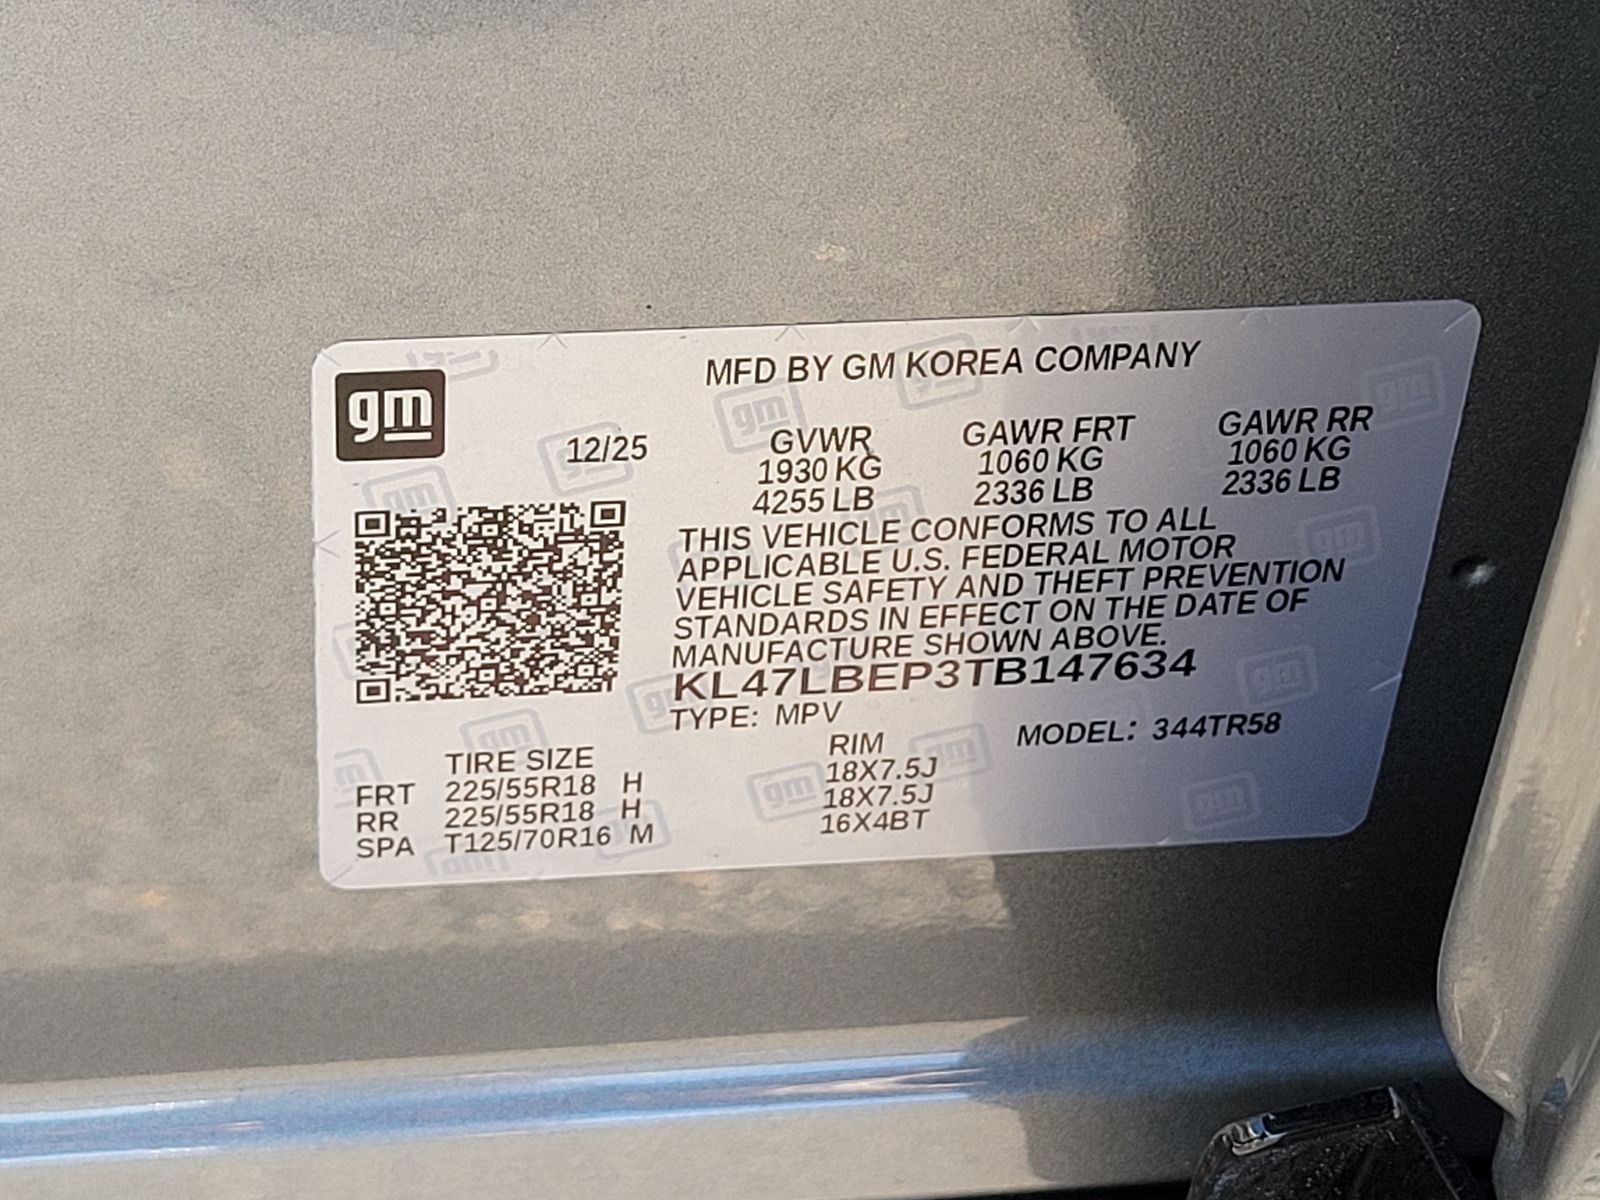 gm
MFD BY GM KOREA COMPANY
12/25 GVWR GAWR FRT GAWR RR
1930 KG 1060 KG 1060 KG
4255 LB 2336 LB 2336 LB
THIS VEHICLE CONFORMS TO ALL
APPLICABLE U.S. FEDERAL MOTOR
VEHICLE SAFETY AND THEFT PREVENTION
STANDARDS IN EFFECT ON THE DATE OF
MANUFACTURE SHOWN ABOVE.
KL47LBEP3TB147634
TYPE: MPV MODEL: 344TR58
TIRE SIZE RIM
FRT 225/55R18 H 18X7.5J
RR 225/55R18 H 18X7.5J
SPA T125/70R16 M 16X4BT